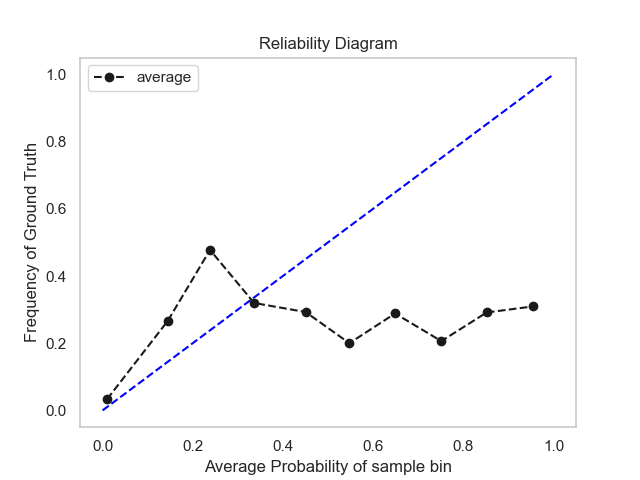 Reliability Diagram
average
Frequency of Ground Truth
1.0
0.8
0.6
0.4
0.2
0.0
0.0 0.2 0.4 0.6 0.8 1.0
Average Probability of sample bin